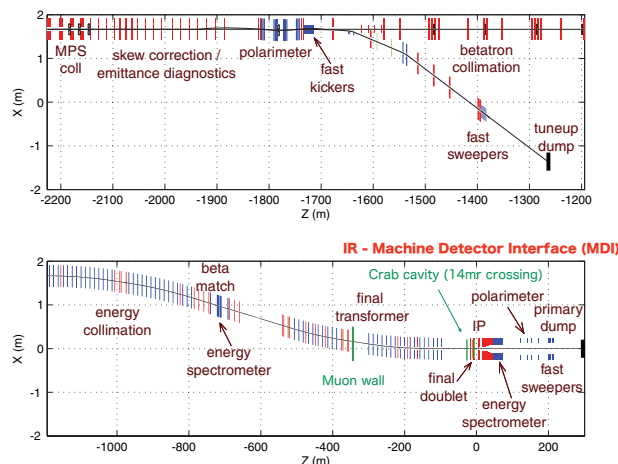 2
1
0
-1
-2
X (m)
MPS
coll
skew correction /
emittance diagnostics
polarimeter
fast
kickers
betatron
collimation
fast
sweepers
tuneup
dump
-2200 -2100 -2000 -1900 -1800 -1700 -1600 -1500 -1400 -1300 -1200
Z (m)
IR - Machine Detector Interface (MDI)
2
1
0
-1
-2
X (m)
energy
collimation
beta
match
energy
spectrometer
final
transformer
Muon wall
Crab cavity (14mr crossing)
IP
final
doublet
polarimeter
energy
spectrometer
primary
dump
fast
sweepers
-1000 -800 -600 -400 -200 0 200
Z (m)